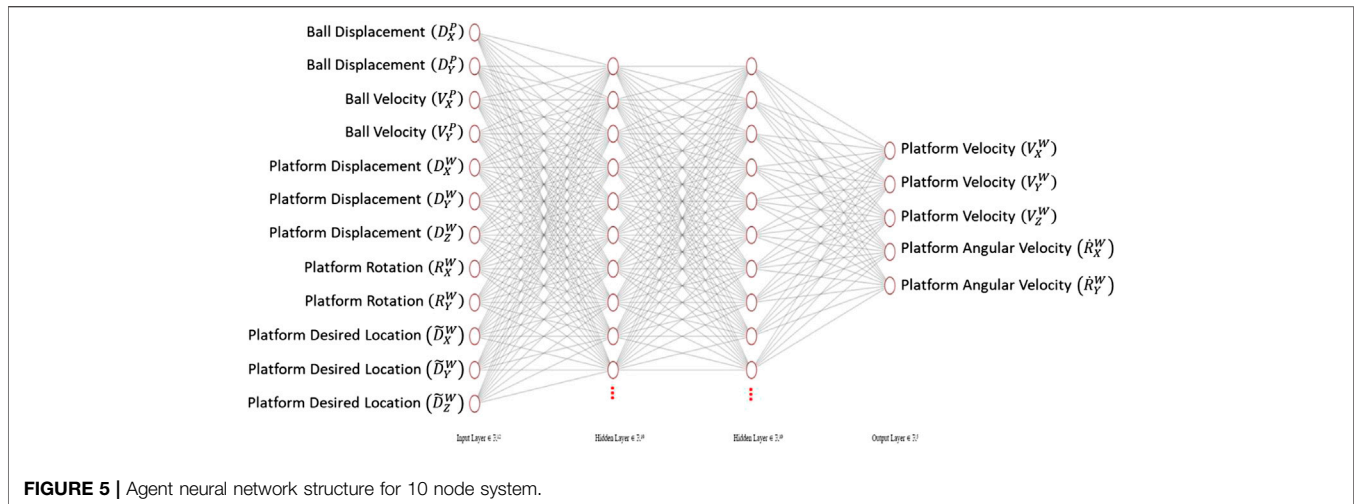 Ball Displacement (D_X^P)
Ball Displacement (D_Y^P)
Ball Velocity (V_X^P)
Ball Velocity (V_Y^P)
Platform Displacement (D_X^W)
Platform Displacement (D_Y^W)
Platform Displacement (D_Z^W)
Platform Rotation (R_X^W)
Platform Rotation (R_Y^W)
Platform Desired Location (D̃_X^W)
Platform Desired Location (D̃_Y^W)
Platform Desired Location (D̃_Z^W)
Platform Velocity (V_X^W)
Platform Velocity (V_Y^W)
Platform Velocity (V_Z^W)
Platform Angular Velocity (Ṙ_X^W)
Platform Angular Velocity (Ṙ_Y^W)
Input Layer ∈
Hidden Layer ∈
Hidden Layer ∈
Output Layer ∈
FIGURE 5 | Agent neural network structure for 10 node system.